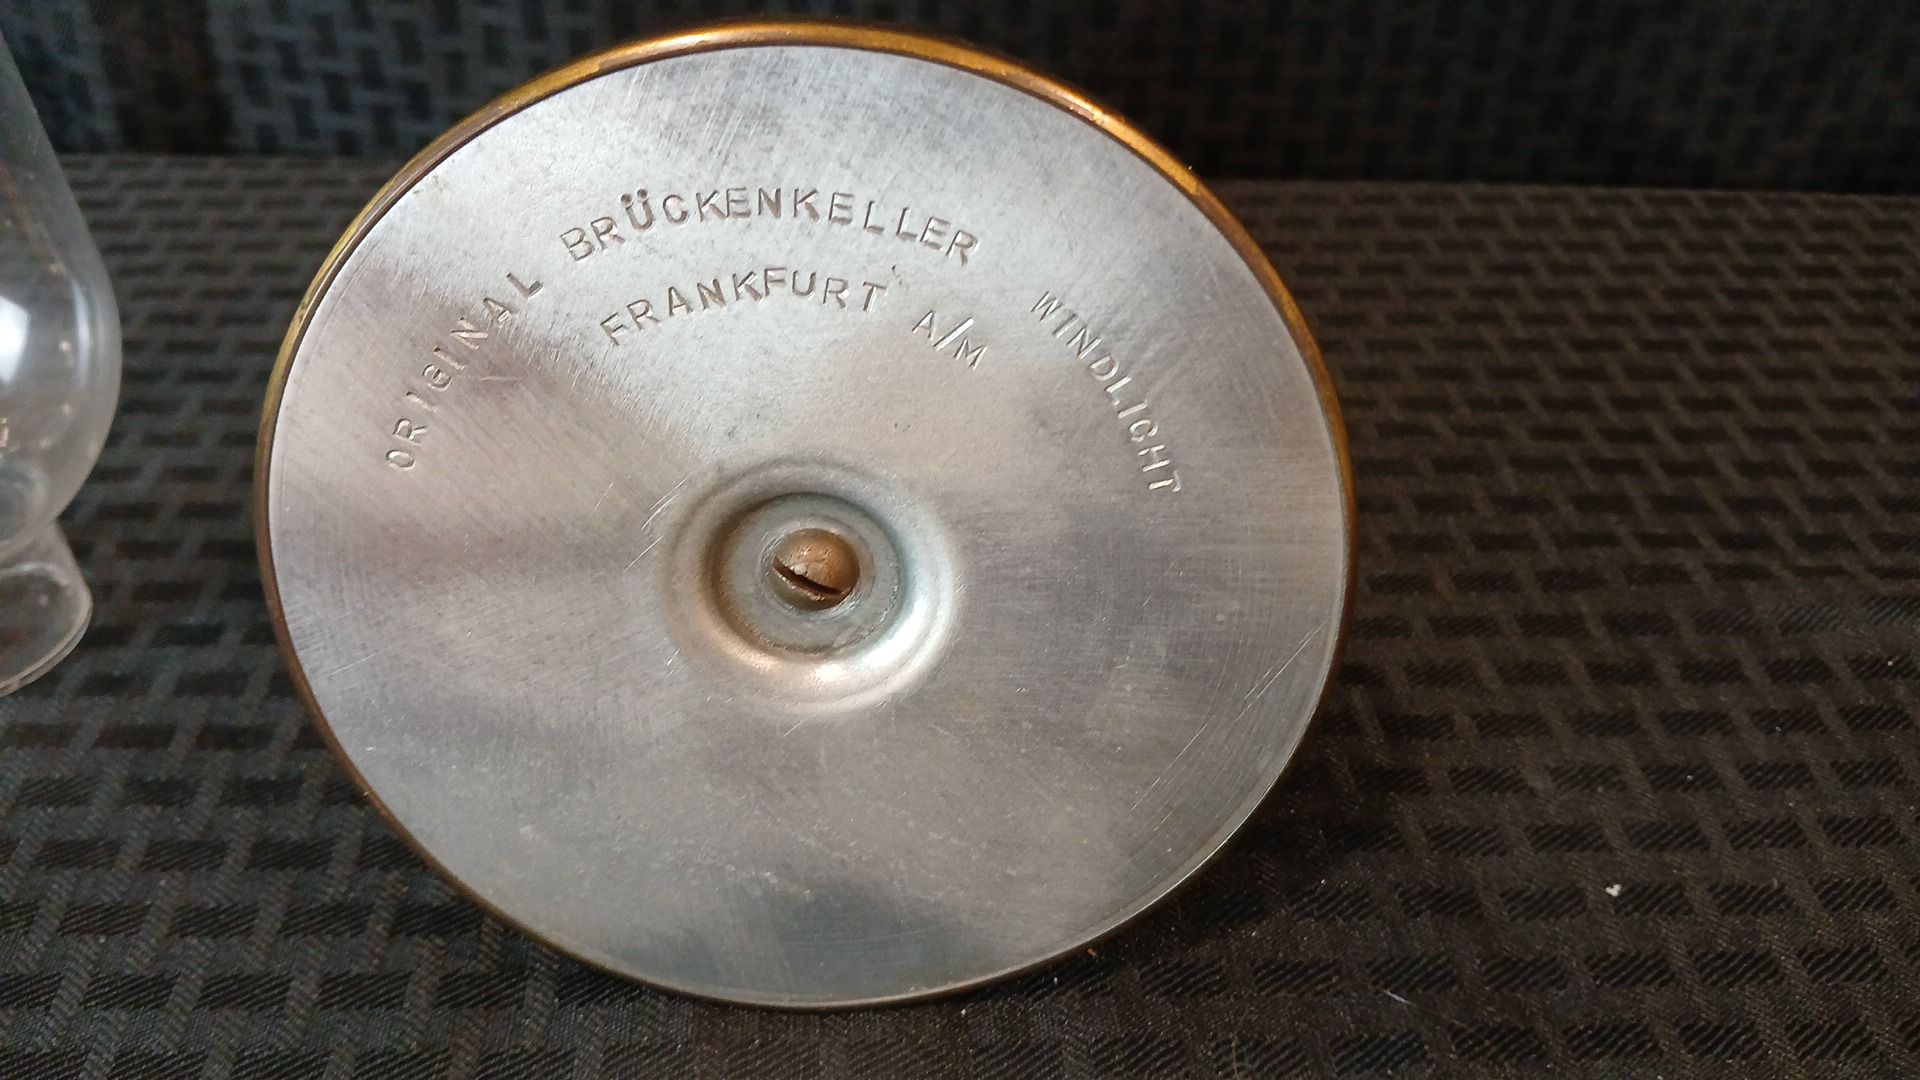 ORIGINAL BRÜCKENKELLER WINDLICHT
FRANKFURT A/M